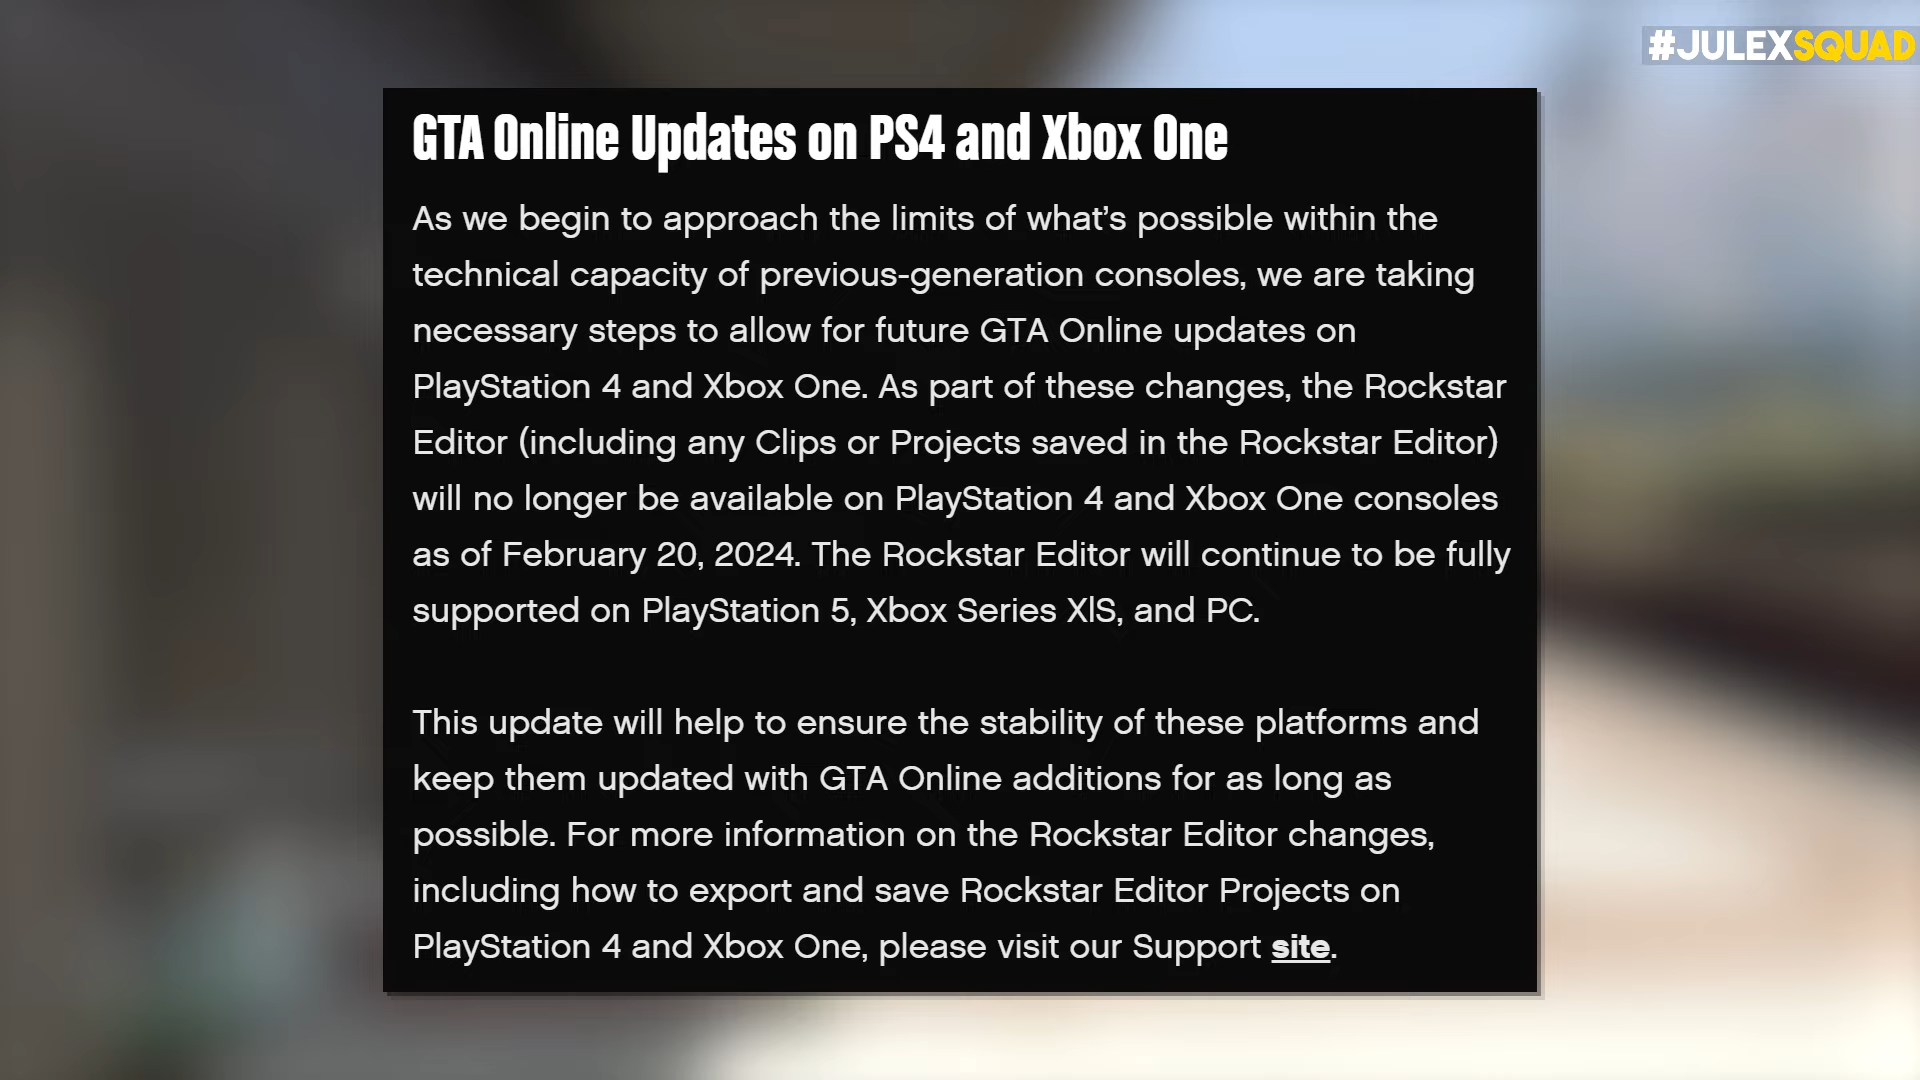 #JULEXSQUAD
GTA Online Updates on PS4 and Xbox One
As we begin to approach the limits of what’s possible within the
technical capacity of previous-generation consoles, we are taking
necessary steps to allow for future GTA Online updates on
PlayStation 4 and Xbox One. As part of these changes, the Rockstar
Editor (including any Clips or Projects saved in the Rockstar Editor)
will no longer be available on PlayStation 4 and Xbox One consoles
as of February 20, 2024. The Rockstar Editor will continue to be fully
supported on PlayStation 5, Xbox Series X|S, and PC.
This update will help to ensure the stability of these platforms and
keep them updated with GTA Online additions for as long as
possible. For more information on the Rockstar Editor changes,
including how to export and save Rockstar Editor Projects on
PlayStation 4 and Xbox One, please visit our Support site.